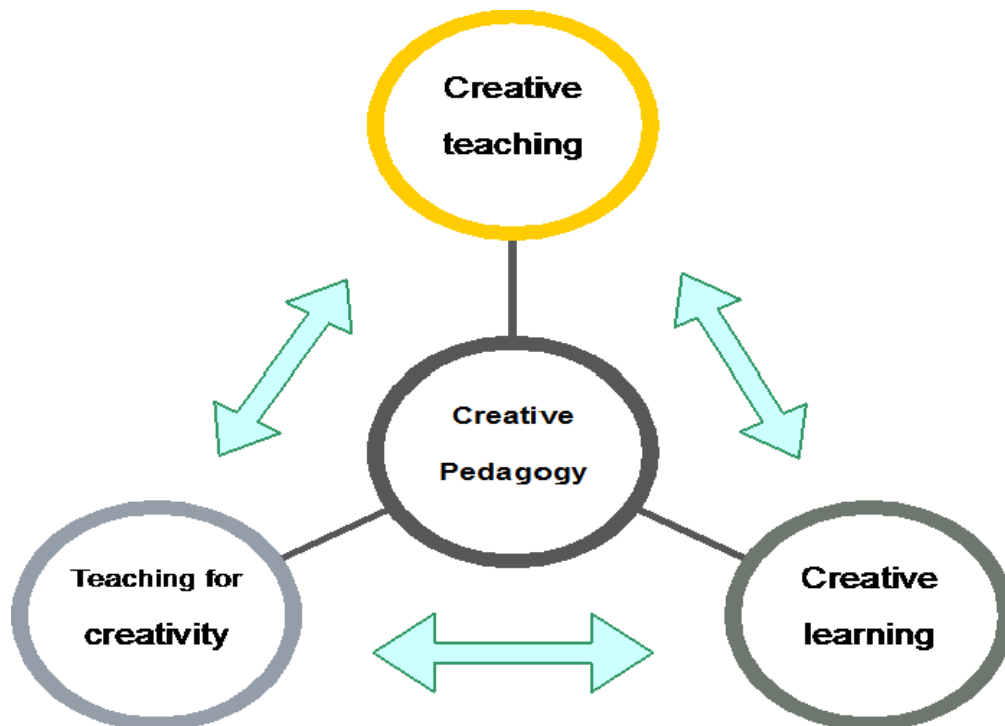 Creative
teaching
Creative
Pedagogy
Teaching for
creativity
Creative
learning